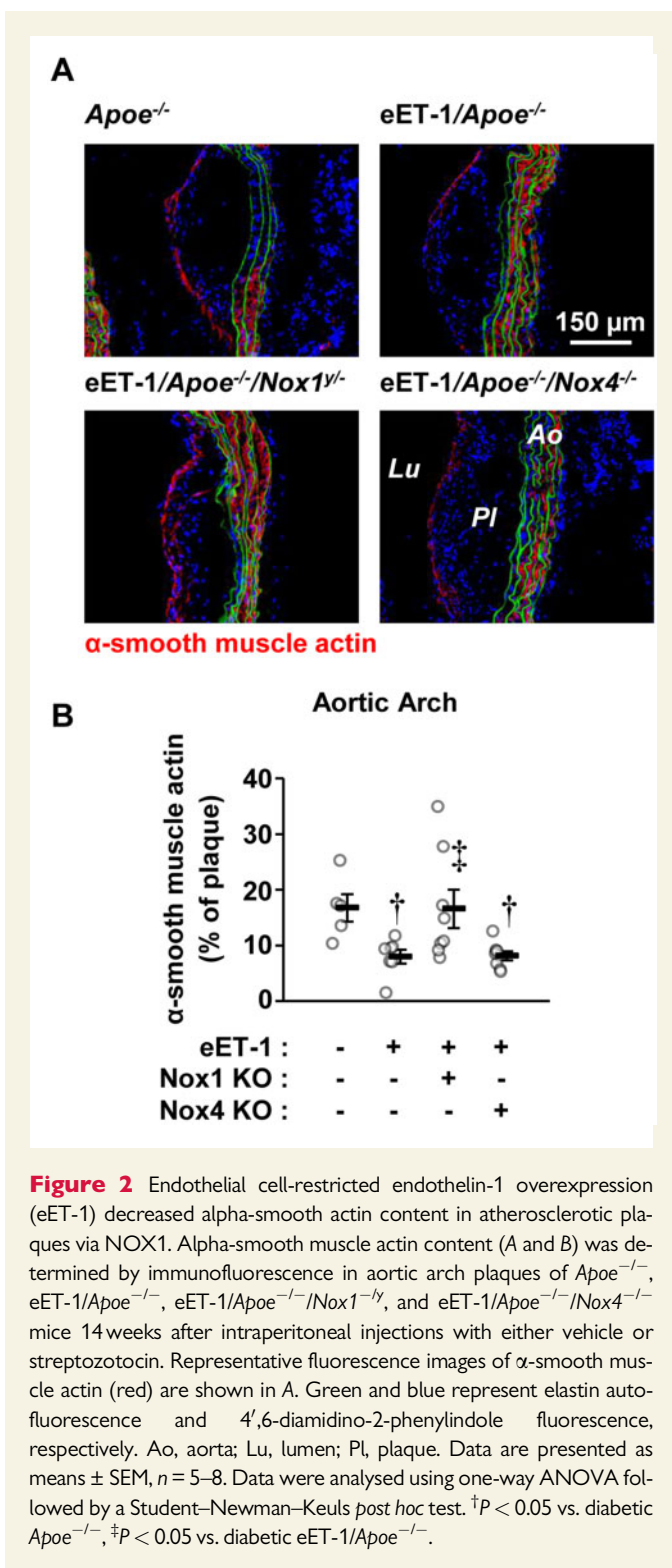 A
Apoe-/-
eET-1/Apoe-/-
150 µm
eET-1/Apoe-/-/Nox1y/-
eET-1/Apoe-/-/Nox4-/-
Ao
Lu
Pl
α-smooth muscle actin
B
Aortic Arch
α-smooth muscle actin
(% of plaque)
40
30
20
10
0
†
‡
†
eET-1 : - + + +
Nox1 KO : - - + -
Nox4 KO : - - - +
Figure 2 Endothelial cell-restricted endothelin-1 overexpression
(eET-1) decreased alpha-smooth actin content in atherosclerotic pla-
ques via NOX1. Alpha-smooth muscle actin content (A and B) was de-
termined by immunofluorescence in aortic arch plaques of Apoe−/−,
eET-1/Apoe−/−, eET-1/Apoe−/−/Nox1−/y, and eET-1/Apoe−/−/Nox4−/−
mice 14 weeks after intraperitoneal injections with either vehicle or
streptozotocin. Representative fluorescence images of α-smooth mus-
cle actin (red) are shown in A. Green and blue represent elastin auto-
fluorescence and 4′,6-diamidino-2-phenylindole fluorescence,
respectively. Ao, aorta; Lu, lumen; Pl, plaque. Data are presented as
means ± SEM, n = 5–8. Data were analysed using one-way ANOVA fol-
lowed by a Student–Newman–Keuls post hoc test. †P < 0.05 vs. diabetic
Apoe−/−, ‡P < 0.05 vs. diabetic eET-1/Apoe−/−.